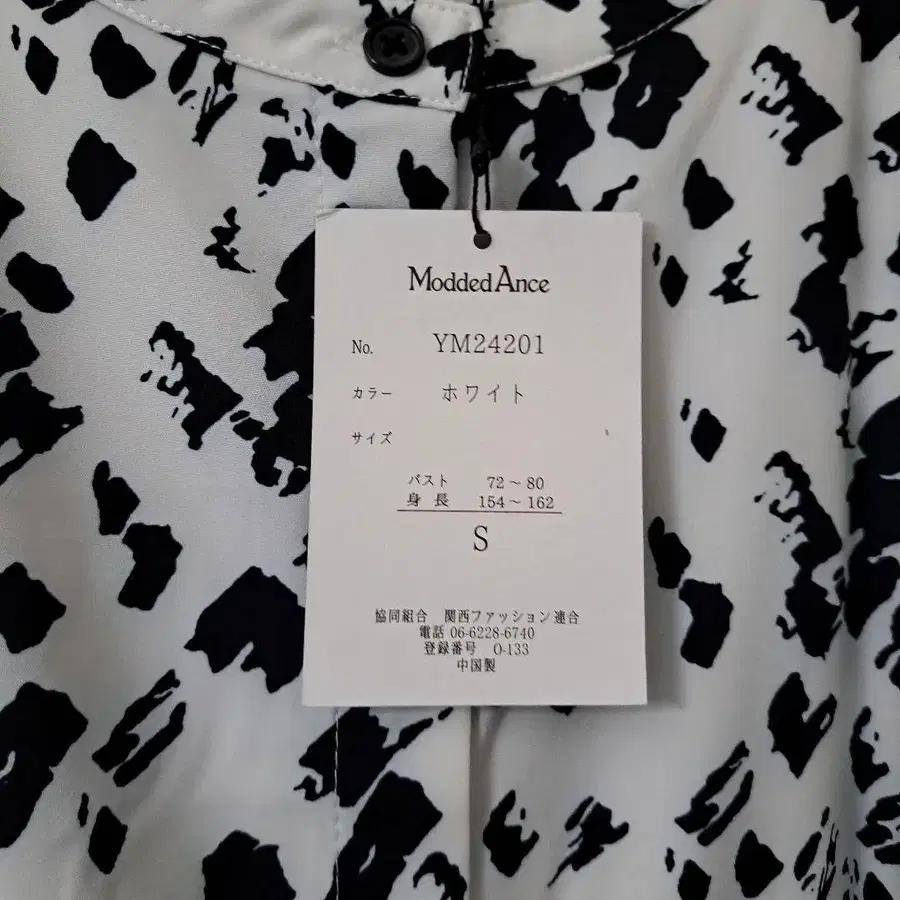 Modded Ance
No. YM24201
カラー ホワイト
サイズ
バスト 72～80
身長 154～162
S
協同組合 関西ファッション連合
電話 06-6228-6740
登録番号 O-133
中国製